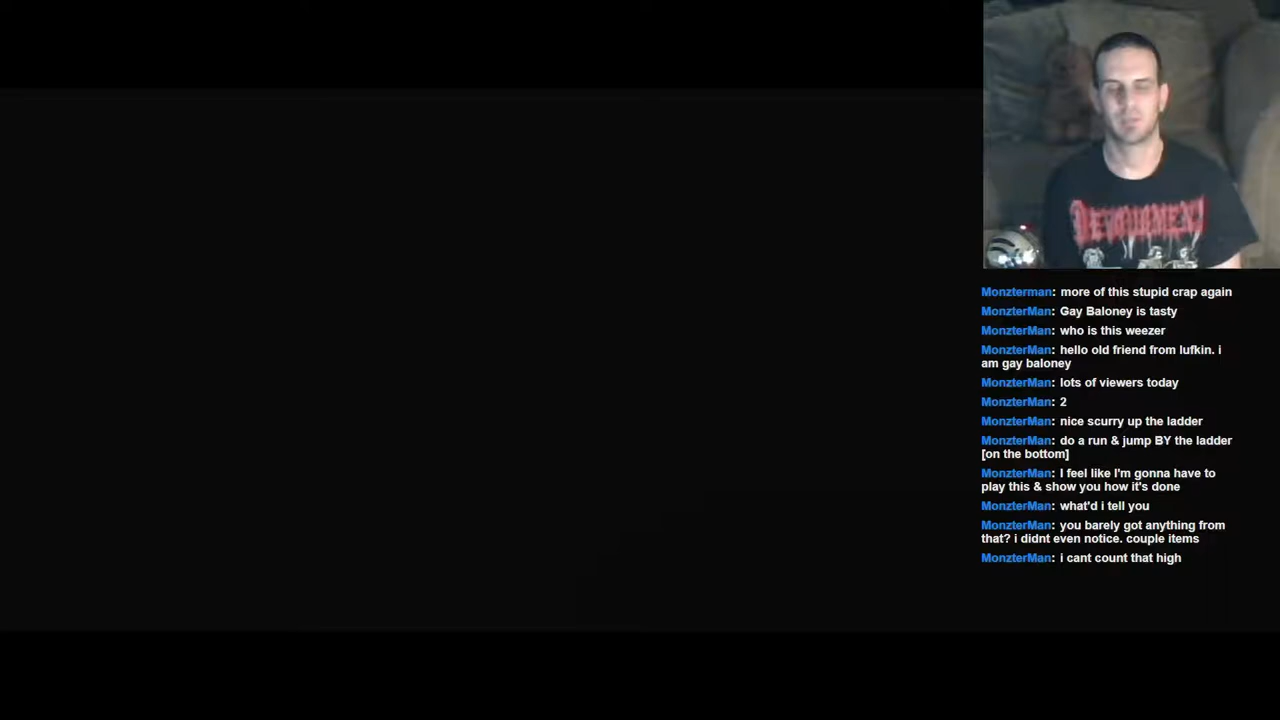 DEVOURMENT
Monzterman: more of this stupid crap again
MonzterMan: Gay Baloney is tasty
MonzterMan: who is this weezer
MonzterMan: hello old friend from lufkin. i
am gay baloney
MonzterMan: lots of viewers today
MonzterMan: 2
MonzterMan: nice scurry up the ladder
MonzterMan: do a run & jump BY the ladder
[on the bottom]
MonzterMan: I feel like I'm gonna have to
play this & show you how it's done
MonzterMan: what'd i tell you
MonzterMan: you barely got anything from
that? i didnt even notice. couple items
MonzterMan: i cant count that high